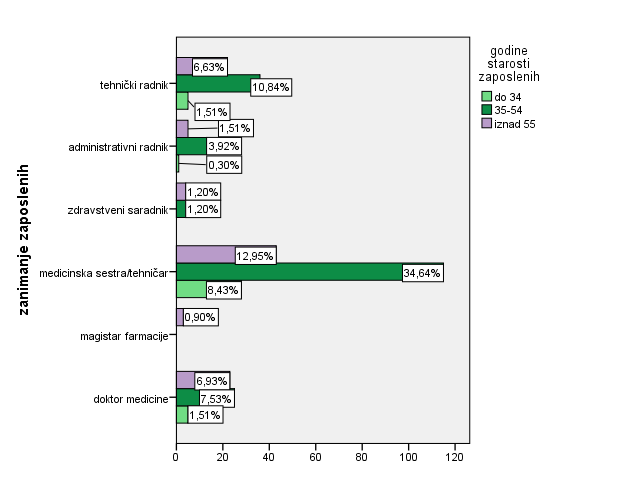 godine
starosti
zaposlenih
do 34
35-54
iznad 55
zanimanje zaposlenih
tehnički radnik
6,63%
10,84%
1,51%
administrativni radnik
1,51%
3,92%
0,30%
zdravstveni saradnik
1,20%
1,20%
medicinska sestra/tehničar
12,95%
34,64%
8,43%
magistar farmacije
0,90%
doktor medicine
6,93%
7,53%
1,51%
0 20 40 60 80 100 120